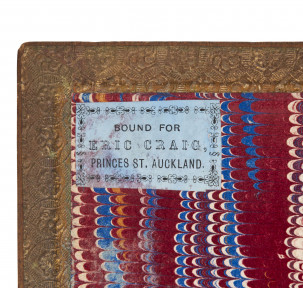 BOUND FOR
ERIC CRAIG,
PRINCES ST. AUCKLAND.